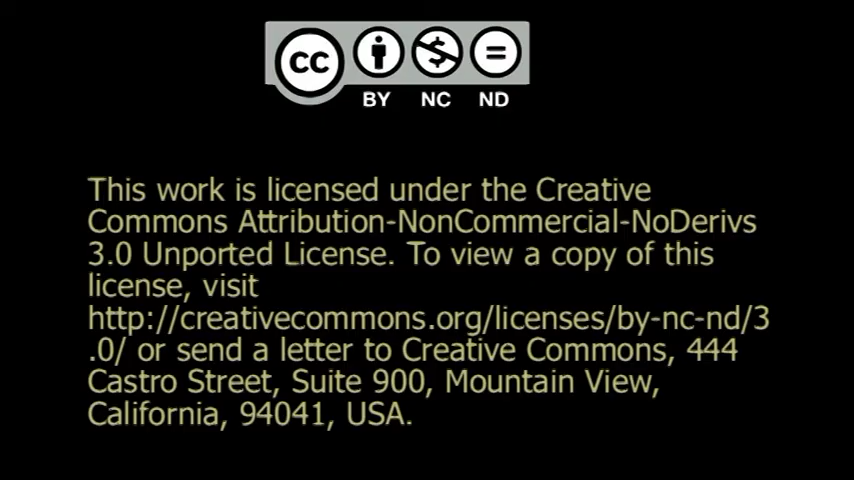 cc
BY NC ND
This work is licensed under the Creative
Commons Attribution-NonCommercial-NoDerivs
3.0 Unported License. To view a copy of this
license, visit
http://creativecommons.org/licenses/by-nc-nd/3
.0/ or send a letter to Creative Commons, 444
Castro Street, Suite 900, Mountain View,
California, 94041, USA.